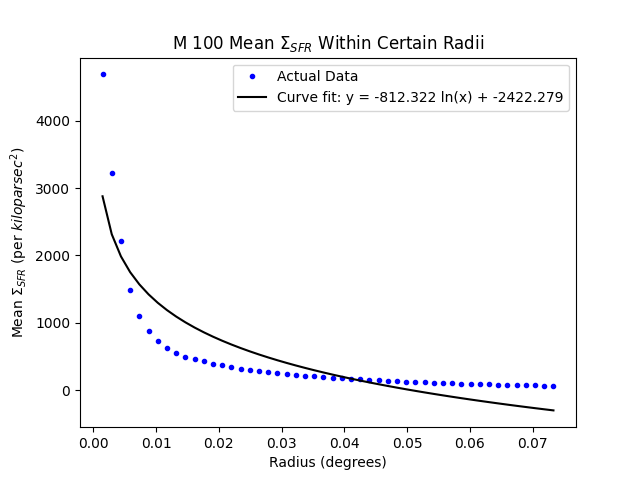 M 100 Mean Σ_SFR Within Certain Radii
Actual Data
Curve fit: y = -812.322 ln(x) + -2422.279
Mean Σ_SFR (per kiloparsec²)
4000
3000
2000
1000
0
0.00 0.01 0.02 0.03 0.04 0.05 0.06 0.07
Radius (degrees)